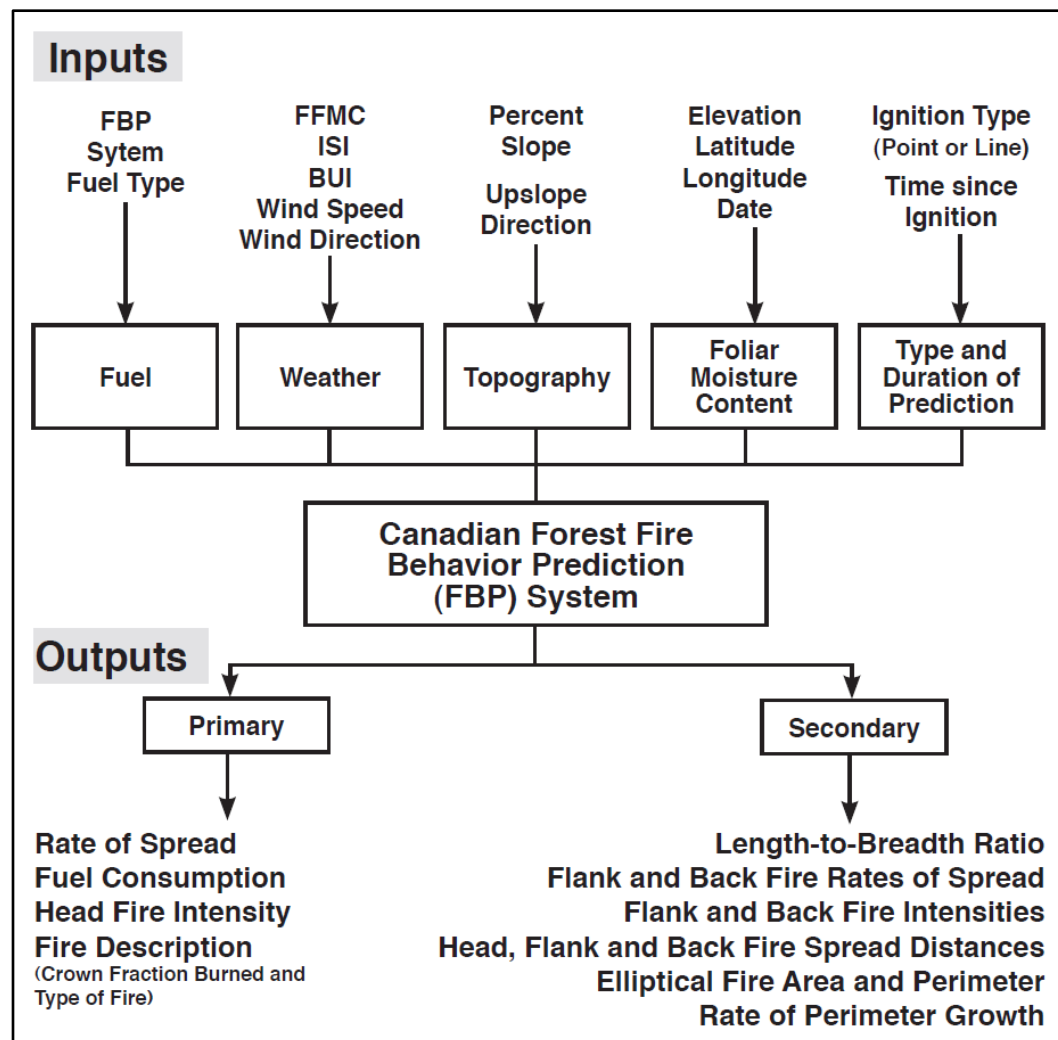 Inputs
FBP
Sytem
Fuel Type
FFMC
ISI
BUI
Wind Speed
Wind Direction
Percent
Slope
Upslope
Direction
Elevation
Latitude
Longitude
Date
Ignition Type
(Point or Line)
Time since
Ignition
Fuel
Weather
Topography
Foliar
Moisture
Content
Type and
Duration of
Prediction
Canadian Forest Fire
Behavior Prediction
(FBP) System
Outputs
Primary
Secondary
Rate of Spread
Fuel Consumption
Head Fire Intensity
Fire Description
(Crown Fraction Burned and
Type of Fire)
Length-to-Breadth Ratio
Flank and Back Fire Rates of Spread
Flank and Back Fire Intensities
Head, Flank and Back Fire Spread Distances
Elliptical Fire Area and Perimeter
Rate of Perimeter Growth